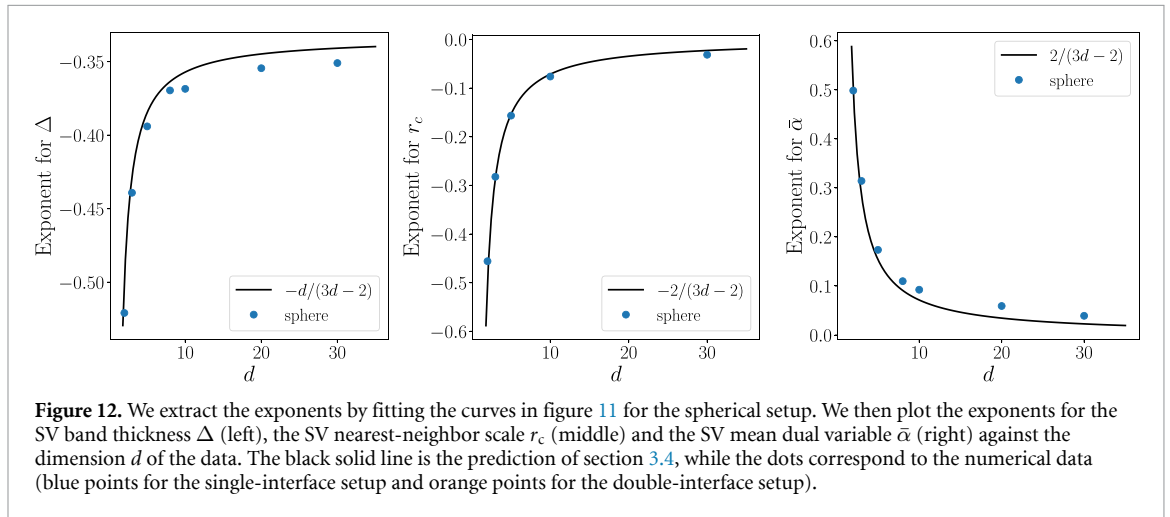 Exponent for Δ
−0.35
−0.40
−0.45
−0.50
10
20
30
d
−d/(3d − 2)
sphere
Exponent for r_c
0.0
−0.1
−0.2
−0.3
−0.4
−0.5
−0.6
10
20
30
d
−2/(3d − 2)
sphere
Exponent for ᾱ
0.6
0.5
0.4
0.3
0.2
0.1
0.0
10
20
30
d
2/(3d − 2)
sphere
Figure 12. We extract the exponents by fitting the curves in figure 11 for the spherical setup. We then plot the exponents for the
SV band thickness Δ (left), the SV nearest-neighbor scale r_c (middle) and the SV mean dual variable ᾱ (right) against the
dimension d of the data. The black solid line is the prediction of section 3.4, while the dots correspond to the numerical data
(blue points for the single-interface setup and orange points for the double-interface setup).